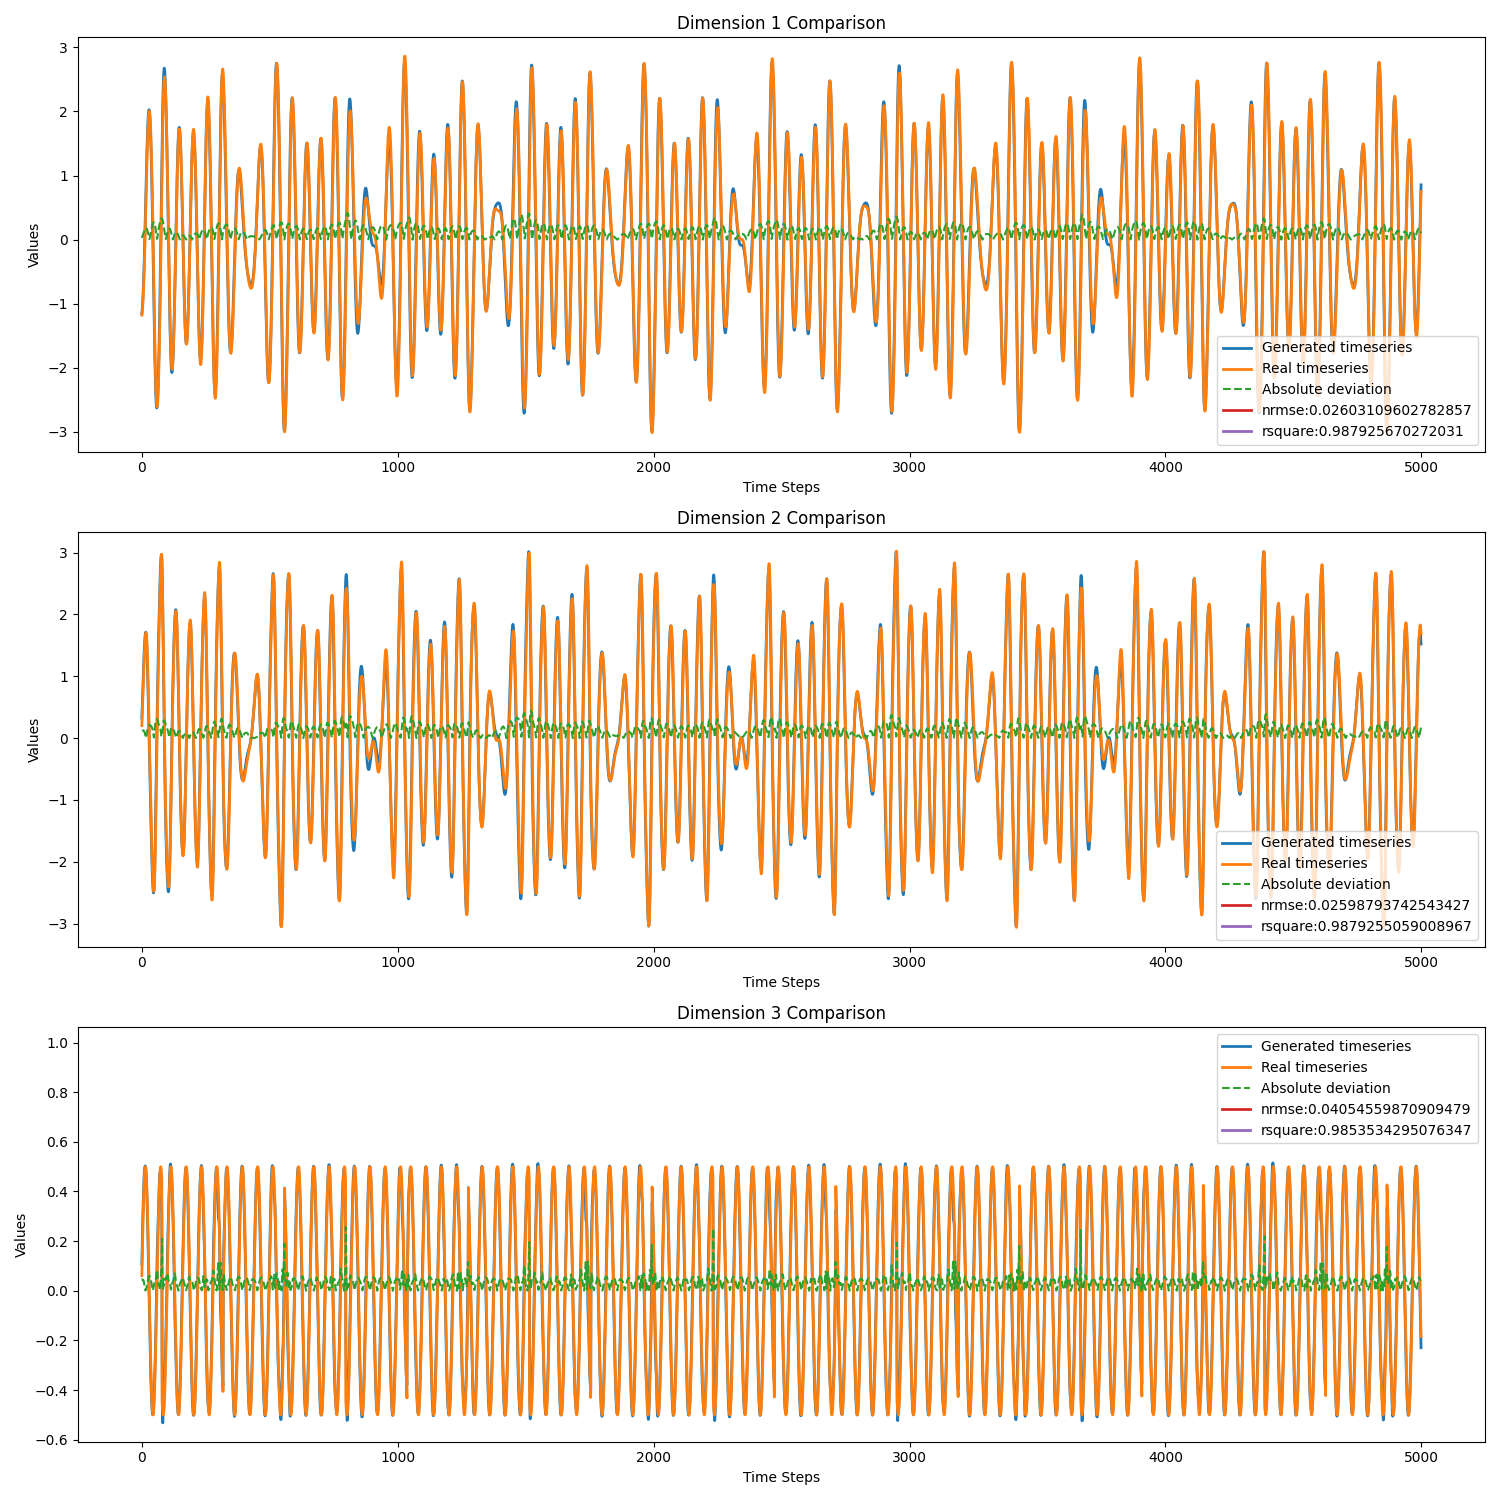 Dimension 1 Comparison
3
2
1
0
−1
−2
−3
Values
Generated timeseries
Real timeseries
Absolute deviation
nrmse:0.02603109602782857
rsquare:0.987925670272031
0 1000 2000 3000 4000 5000
Time Steps
Dimension 2 Comparison
3
2
1
0
−1
−2
−3
Values
Generated timeseries
Real timeseries
Absolute deviation
nrmse:0.02598793742543427
rsquare:0.9879255059008967
0 1000 2000 3000 4000 5000
Time Steps
Dimension 3 Comparison
1.0
0.8
0.6
0.4
0.2
0.0
−0.2
−0.4
−0.6
Values
Generated timeseries
Real timeseries
Absolute deviation
nrmse:0.04054559870909479
rsquare:0.9853534295076347
0 1000 2000 3000 4000 5000
Time Steps